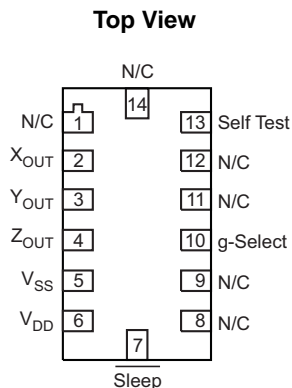 Top View
N/C
14
N/C 1 13 Self Test
XOUT 2 12 N/C
YOUT 3 11 N/C
ZOUT 4 10 g-Select
VSS 5 9 N/C
VDD 6 8 N/C
7
Sleep